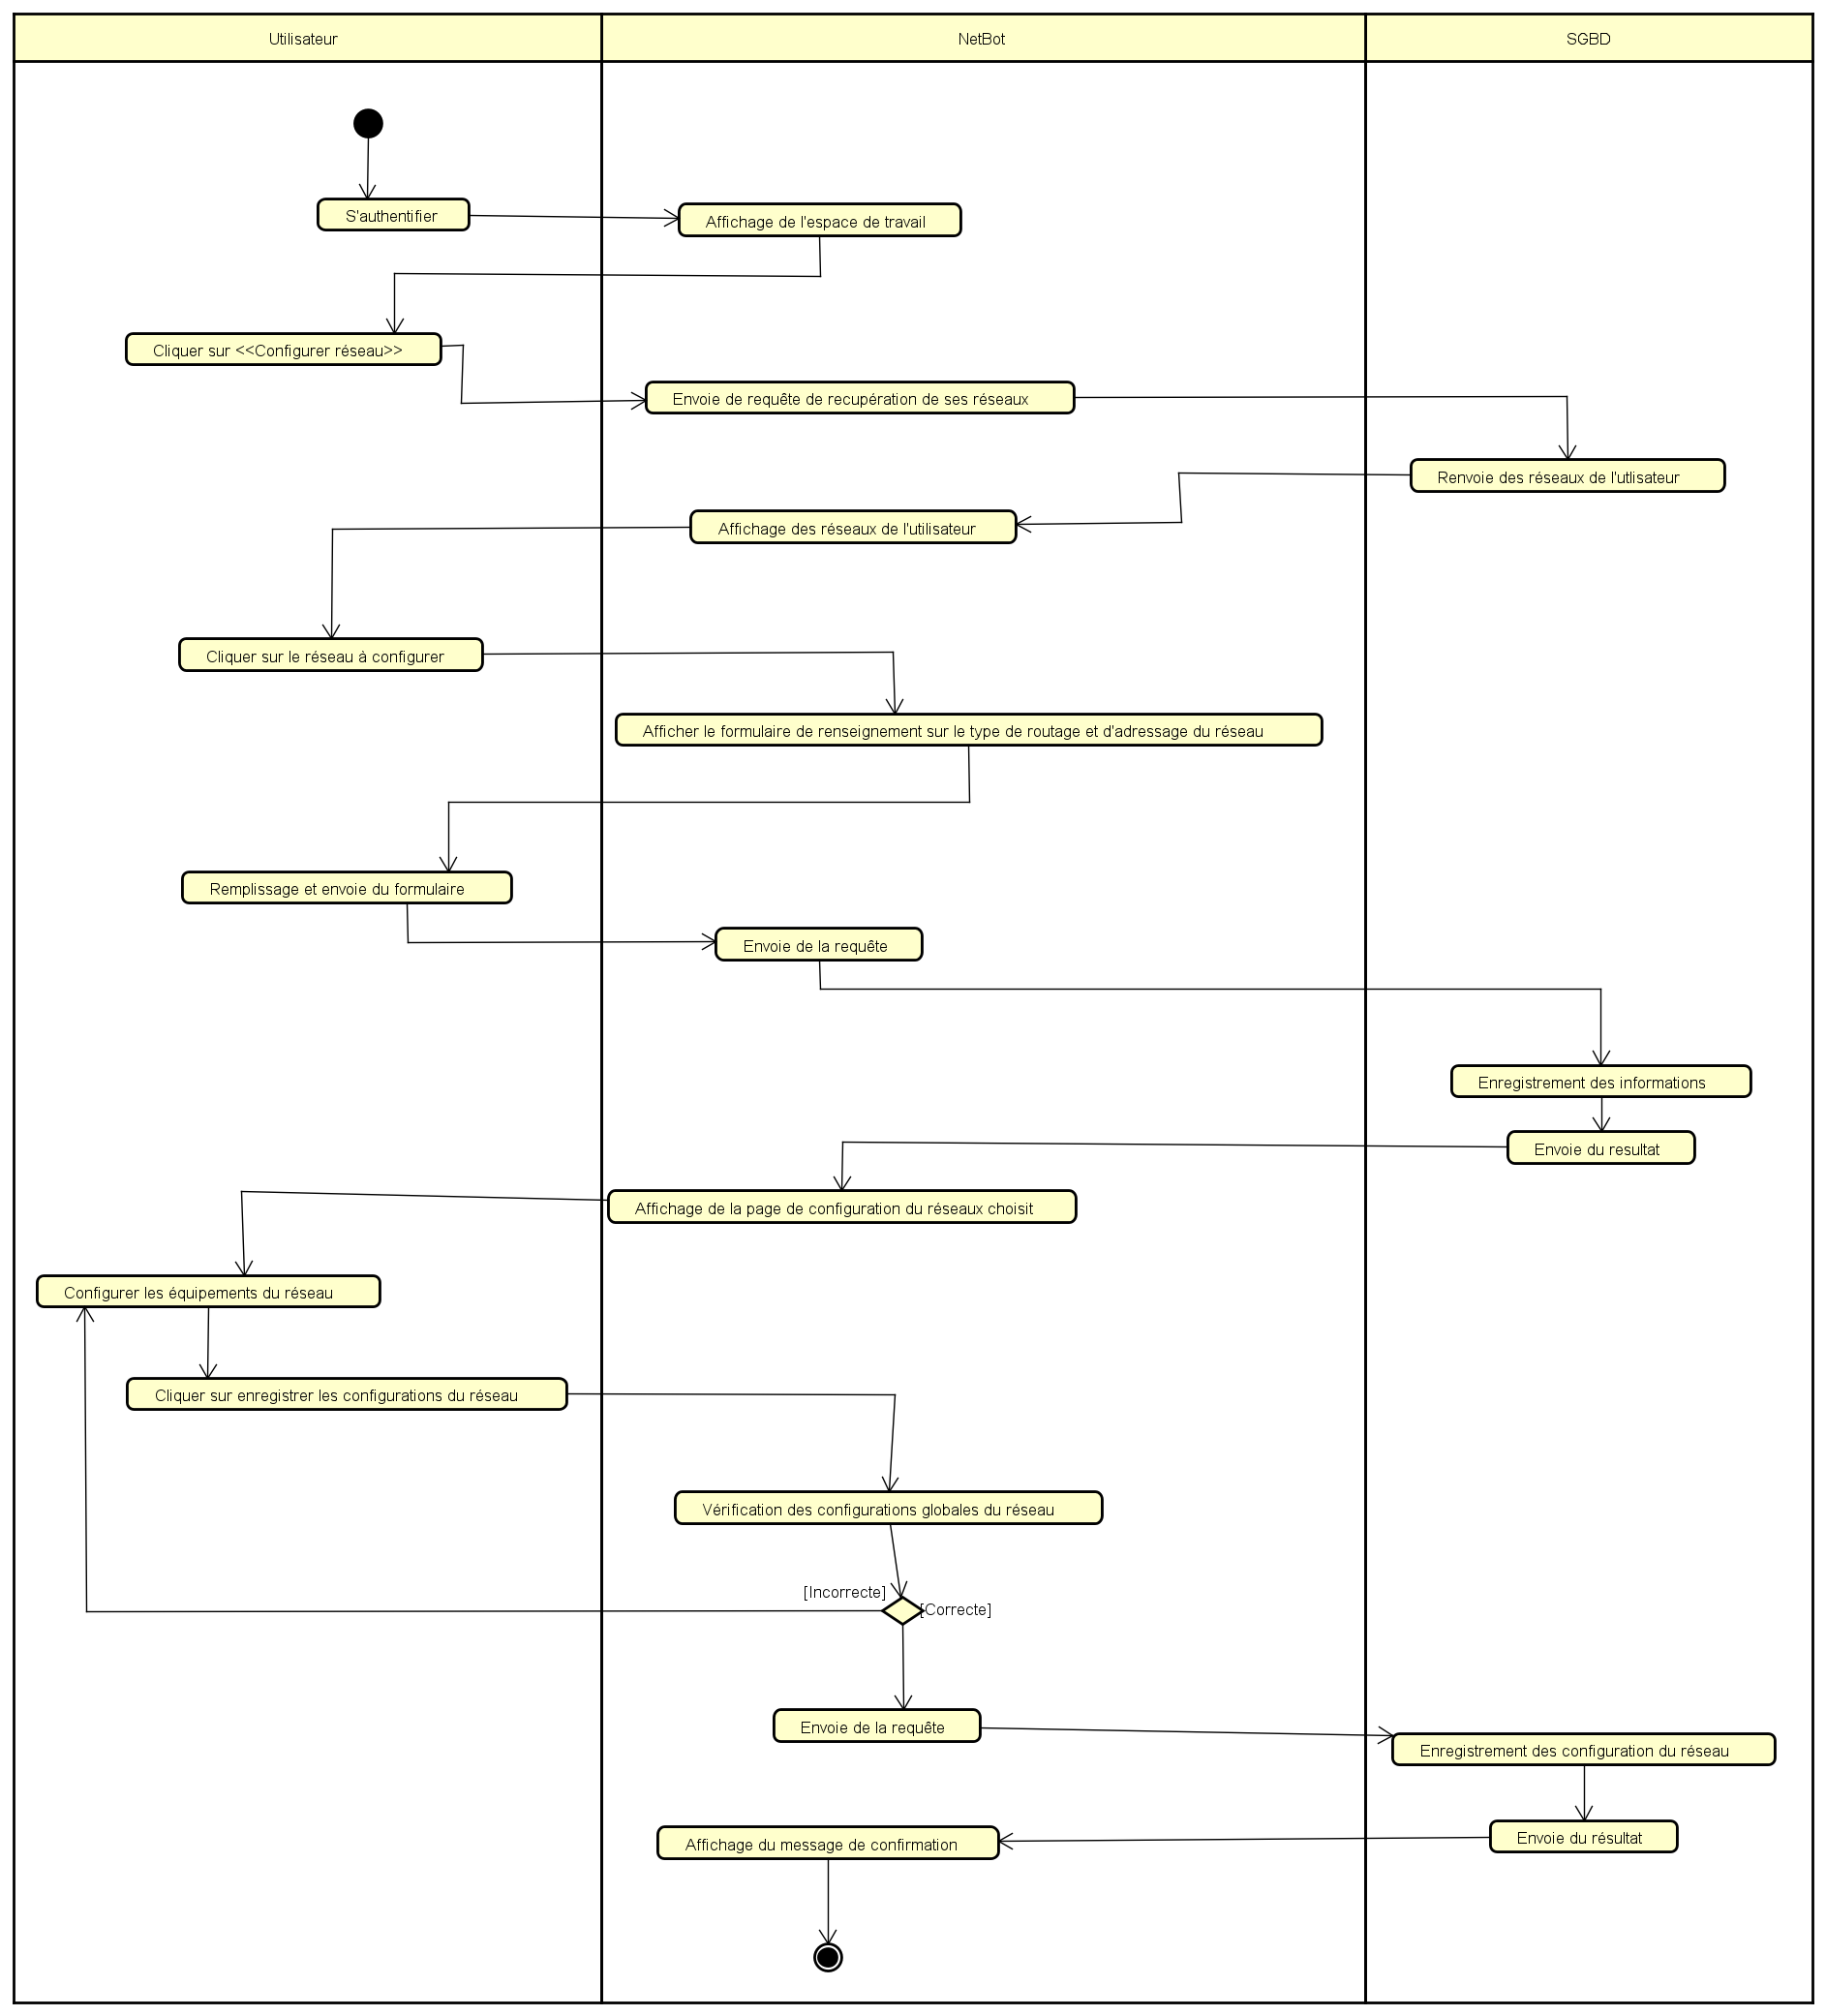 Utilisateur
NetBot
SGBD
S'authentifier
Affichage de l'espace de travail
Cliquer sur <<Configurer réseau>>
Envoie de requête de recupération de ses réseaux
Renvoie des réseaux de l'utlisateur
Affichage des réseaux de l'utilisateur
Cliquer sur le réseau à configurer
Afficher le formulaire de renseignement sur le type de routage et d'adressage du réseau
Remplissage et envoie du formulaire
Envoie de la requête
Enregistrement des informations
Envoie du resultat
Affichage de la page de configuration du réseaux choisit
Configurer les équipements du réseau
Cliquer sur enregistrer les configurations du réseau
Vérification des configurations globales du réseau
[Incorrecte]
[Correcte]
Envoie de la requête
Enregistrement des configuration du réseau
Envoie du résultat
Affichage du message de confirmation